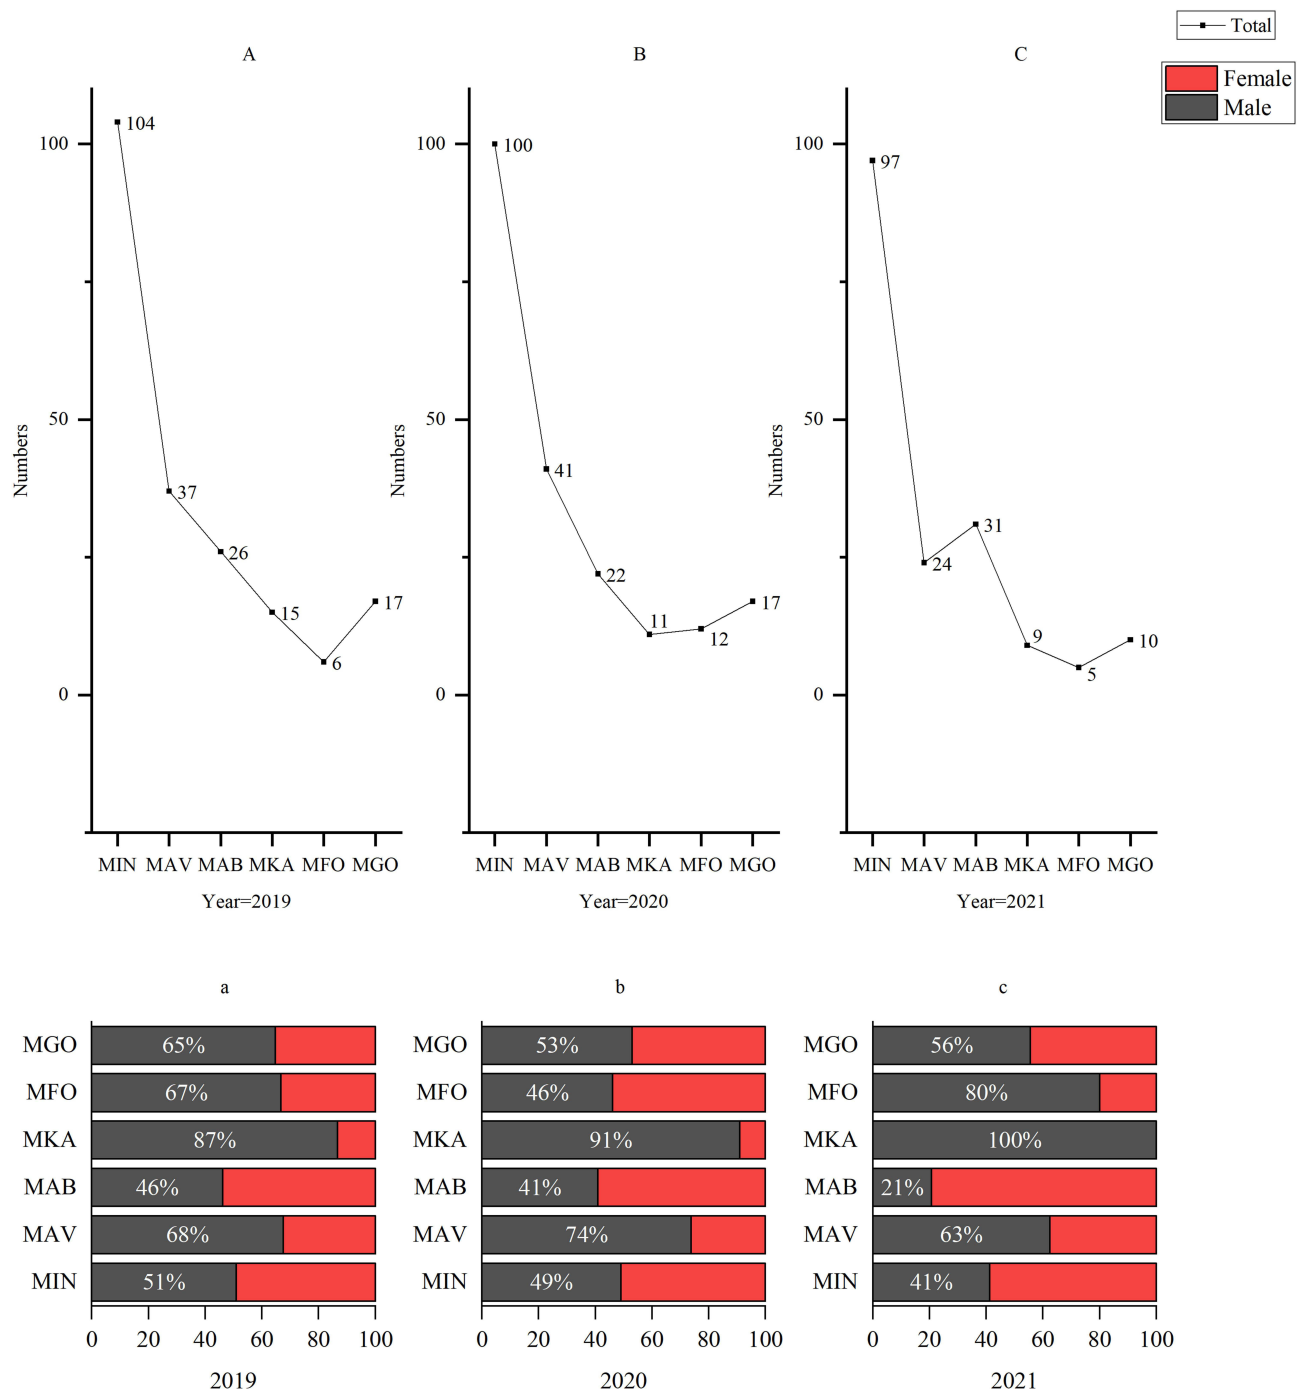 Total
Female
Male
A
B
C
Numbers
100
50
0
104
37
26
15
6
17
MIN MAV MAB MKA MFO MGO
Year=2019
Numbers
100
50
0
100
41
22
11
12
17
MIN MAV MAB MKA MFO MGO
Year=2020
Numbers
100
50
0
97
24
31
9
5
10
MIN MAV MAB MKA MFO MGO
Year=2021
a
MGO 65%
MFO 67%
MKA 87%
MAB 46%
MAV 68%
MIN 51%
0 20 40 60 80 100
2019
b
MGO 53%
MFO 46%
MKA 91%
MAB 41%
MAV 74%
MIN 49%
0 20 40 60 80 100
2020
c
MGO 56%
MFO 80%
MKA 100%
MAB 21%
MAV 63%
MIN 41%
0 20 40 60 80 100
2021